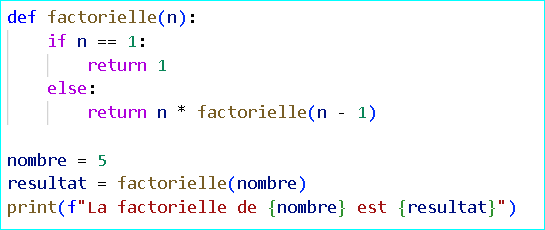 def factorielle(n):
    if n == 1:
        return 1
    else:
        return n * factorielle(n - 1)

nombre = 5
resultat = factorielle(nombre)
print(f"La factorielle de {nombre} est {resultat}")